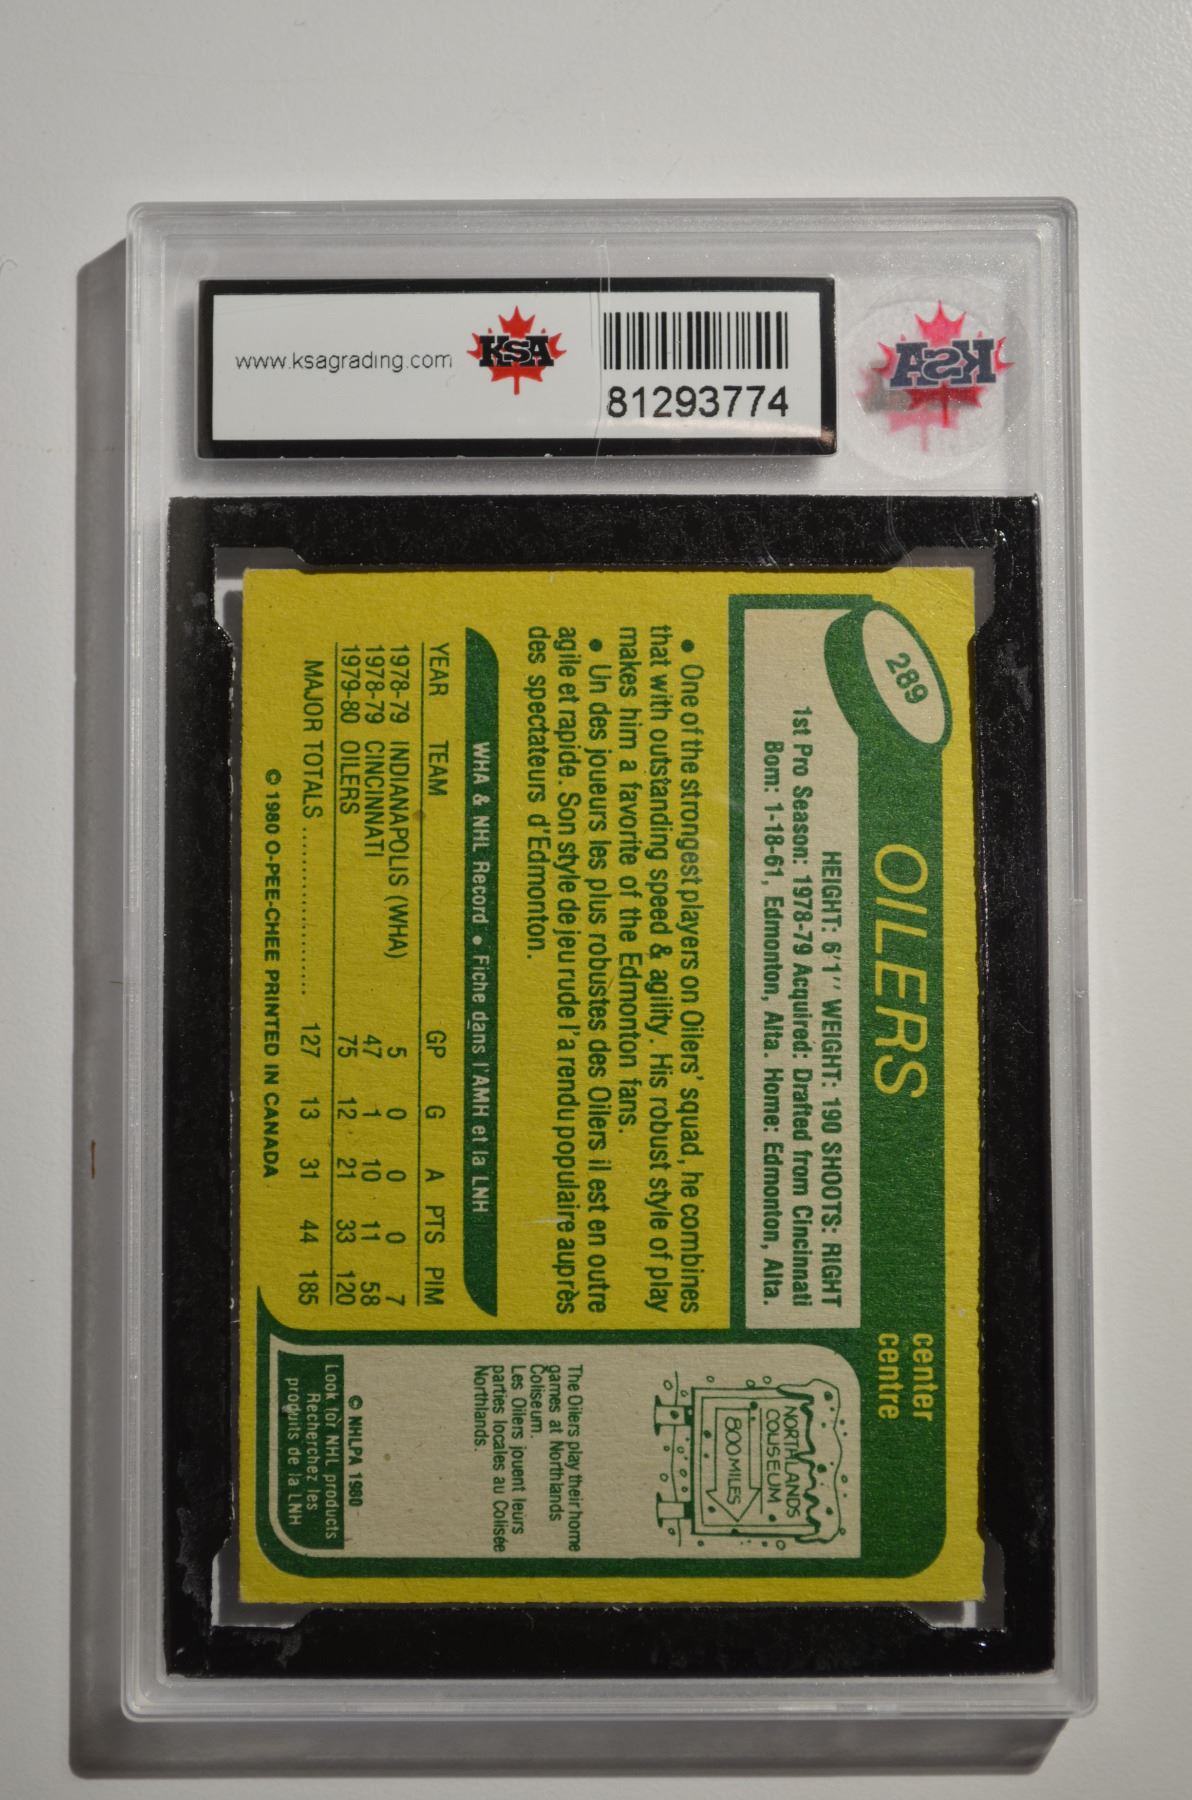 www.ksagrading.com
KSA
81293774
KSA
289
OILERS
center
centre
HEIGHT: 6'1'' WEIGHT: 190 SHOOTS: RIGHT
1st Pro Season: 1978-79 Acquired: Drafted from Cincinnati
Born: 1-18-61, Edmonton, Alta. Home: Edmonton, Alta.
• One of the strongest players on Oilers' squad, he combines
that with outstanding speed & agility. His robust style of play
makes him a favorite of the Edmonton fans.
• Un des joueurs les plus robustes des Oilers il est en outre
agile et rapide. Son style de jeu rude l'a rendu populaire auprès
des spectateurs d'Edmonton.
WHA & NHL Record • Fiche dans l'AMH et la LNH
YEAR TEAM GP G A PTS PIM
1978-79 INDIANAPOLIS (WHA) 5 0 0 0 7
1978-79 CINCINNATI 47 1 10 11 58
1979-80 OILERS 75 12 21 33 120
MAJOR TOTALS .................... 127 13 31 44 185
© 1980 O-PEE-CHEE PRINTED IN CANADA
NORTHLANDS
COLISEUM
800 MILES
The Oilers play their home
games at Northlands
Coliseum.
Les Oilers jouent leurs
parties locales au Colisée
Northlands.
© NHLPA 1980
Look for NHL products
Recherchez les
produits de la LNH